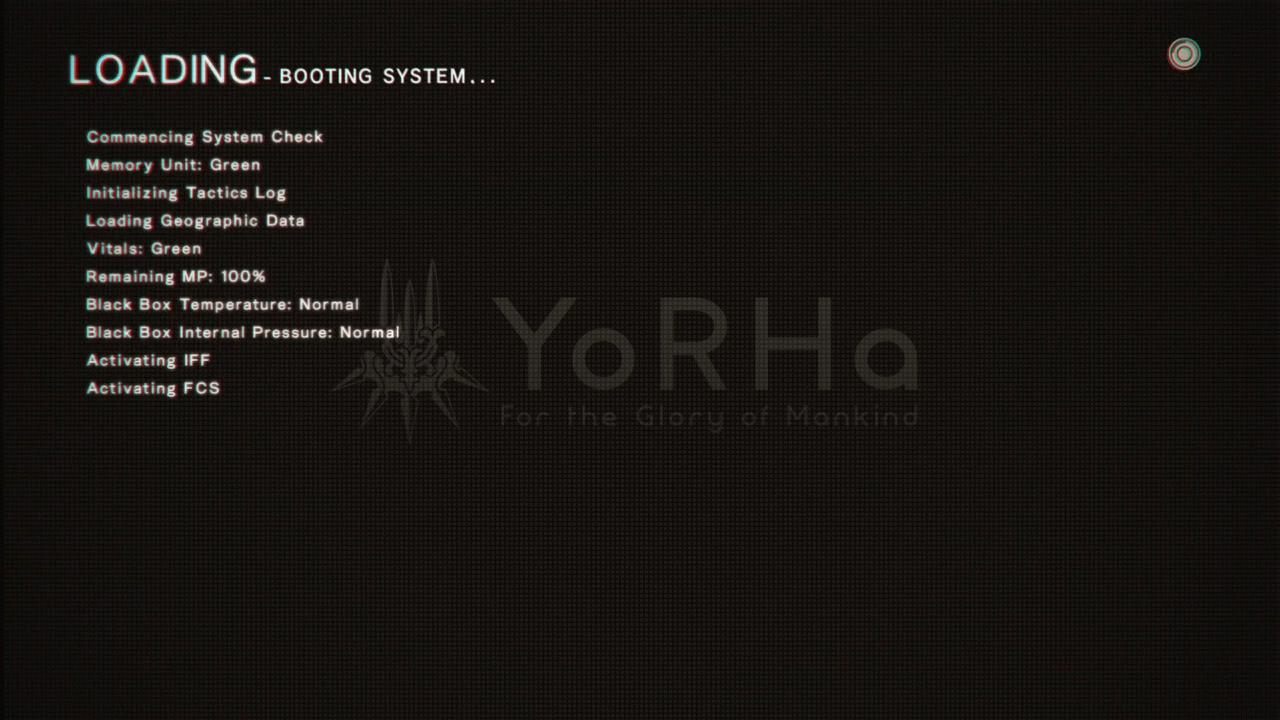 LOADING - BOOTING SYSTEM...
Commencing System Check
Memory Unit: Green
Initializing Tactics Log
Loading Geographic Data
Vitals: Green
Remaining MP: 100%
Black Box Temperature: Normal
Black Box Internal Pressure: Normal
Activating IFF
Activating FCS
YoRHa
For the Glory of Mankind